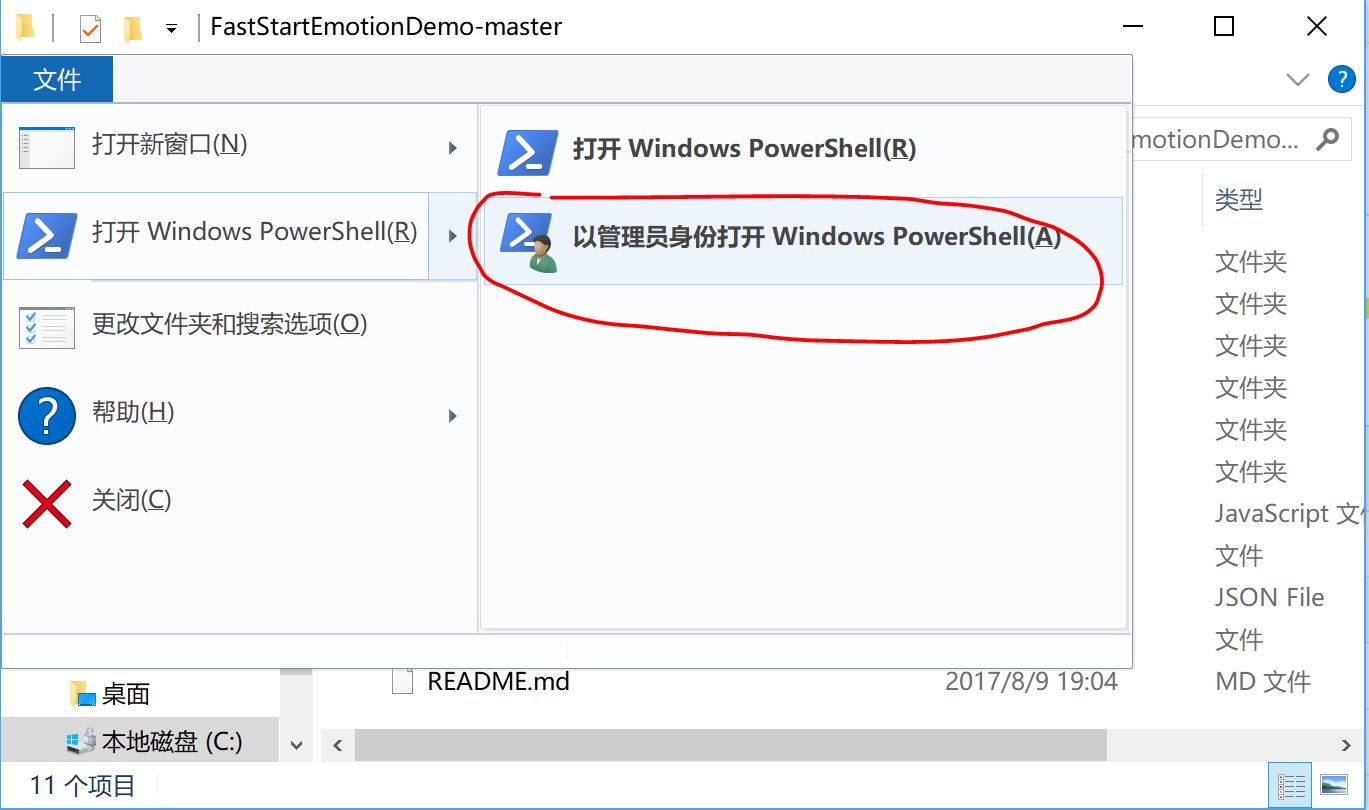 FastStartEmotionDemo-master
文件
打开新窗口(N)
打开 Windows PowerShell(R)
更改文件夹和搜索选项(O)
帮助(H)
关闭(C)
打开 Windows PowerShell(R)
以管理员身份打开 Windows PowerShell(A)
motionDemo...
类型
文件夹
文件夹
文件夹
文件夹
文件夹
文件夹
JavaScript 文件
文件
JSON File
文件
README.md 2017/8/9 19:04 MD 文件
桌面
本地磁盘 (C:)
11 个项目